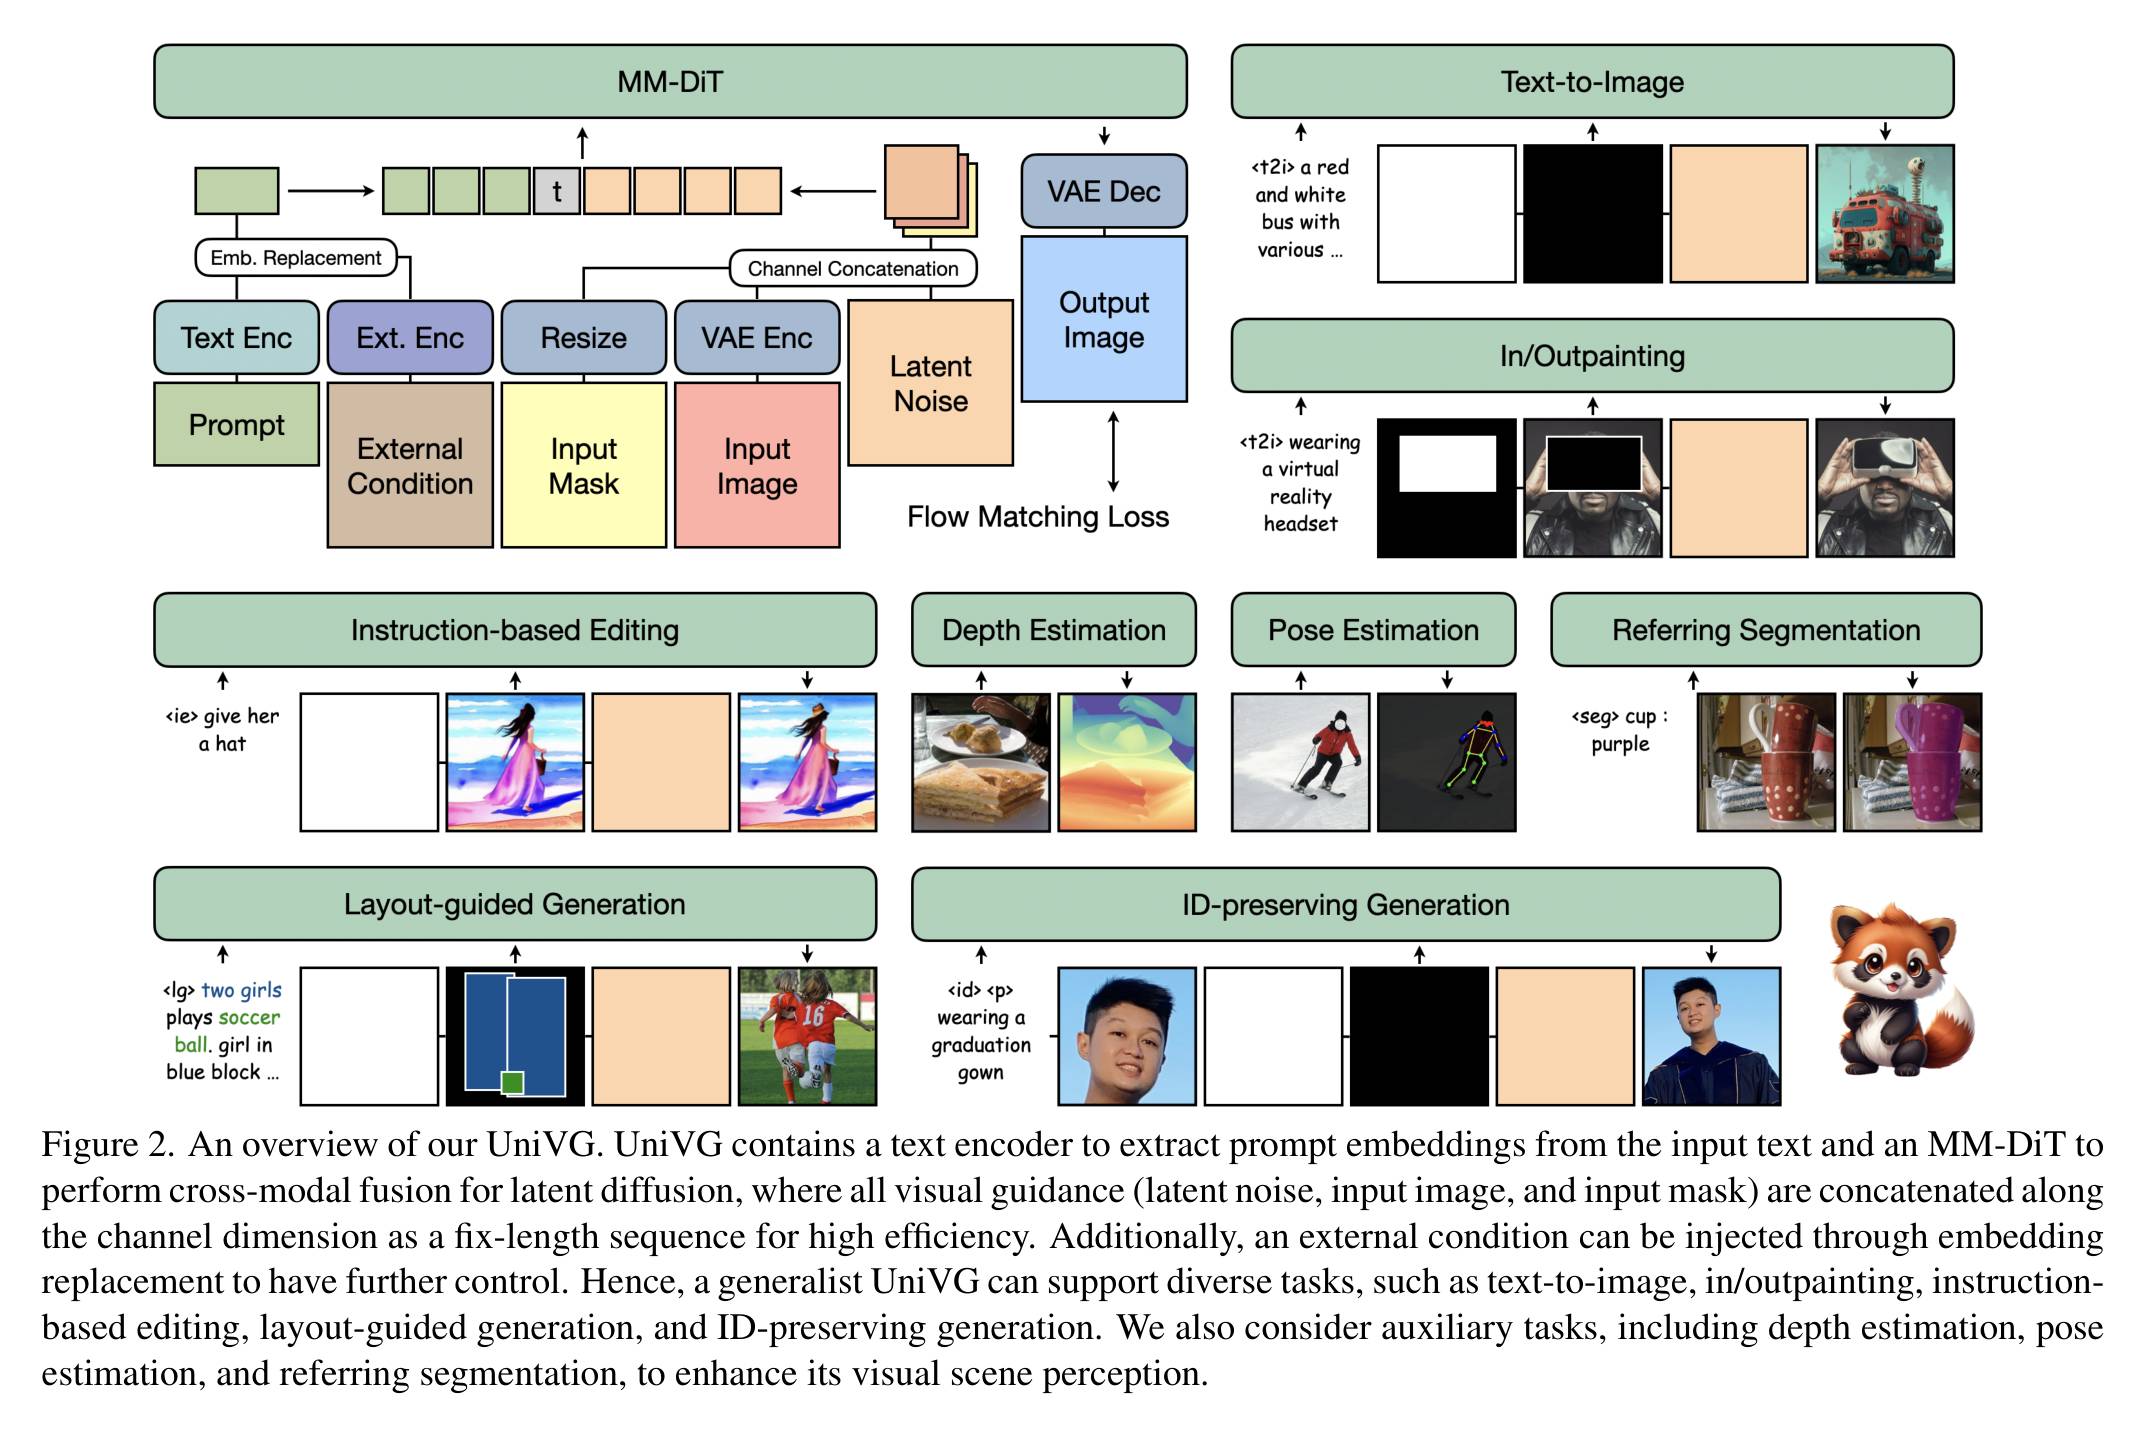 MM-DiT
t
Emb. Replacement
Channel Concatenation
Text Enc
Ext. Enc
Resize
VAE Enc
Latent
Noise
VAE Dec
Output
Image
Prompt
External
Condition
Input
Mask
Input
Image
Flow Matching Loss
Text-to-Image
<t2i> a red
and white
bus with
various ...
In/Outpainting
<t2i> wearing
a virtual
reality
headset
Instruction-based Editing
<ie> give her
a hat
Depth Estimation
Pose Estimation
Referring Segmentation
<seg> cup :
purple
Layout-guided Generation
<lg> two girls
plays soccer
ball. girl in
blue block ...
16
ID-preserving Generation
<id> <p>
wearing a
graduation
gown
Figure 2. An overview of our UniVG. UniVG contains a text encoder to extract prompt embeddings from the input text and an MM-DiT to
perform cross-modal fusion for latent diffusion, where all visual guidance (latent noise, input image, and input mask) are concatenated along
the channel dimension as a fix-length sequence for high efficiency. Additionally, an external condition can be injected through embedding
replacement to have further control. Hence, a generalist UniVG can support diverse tasks, such as text-to-image, in/outpainting, instruction-
based editing, layout-guided generation, and ID-preserving generation. We also consider auxiliary tasks, including depth estimation, pose
estimation, and referring segmentation, to enhance its visual scene perception.